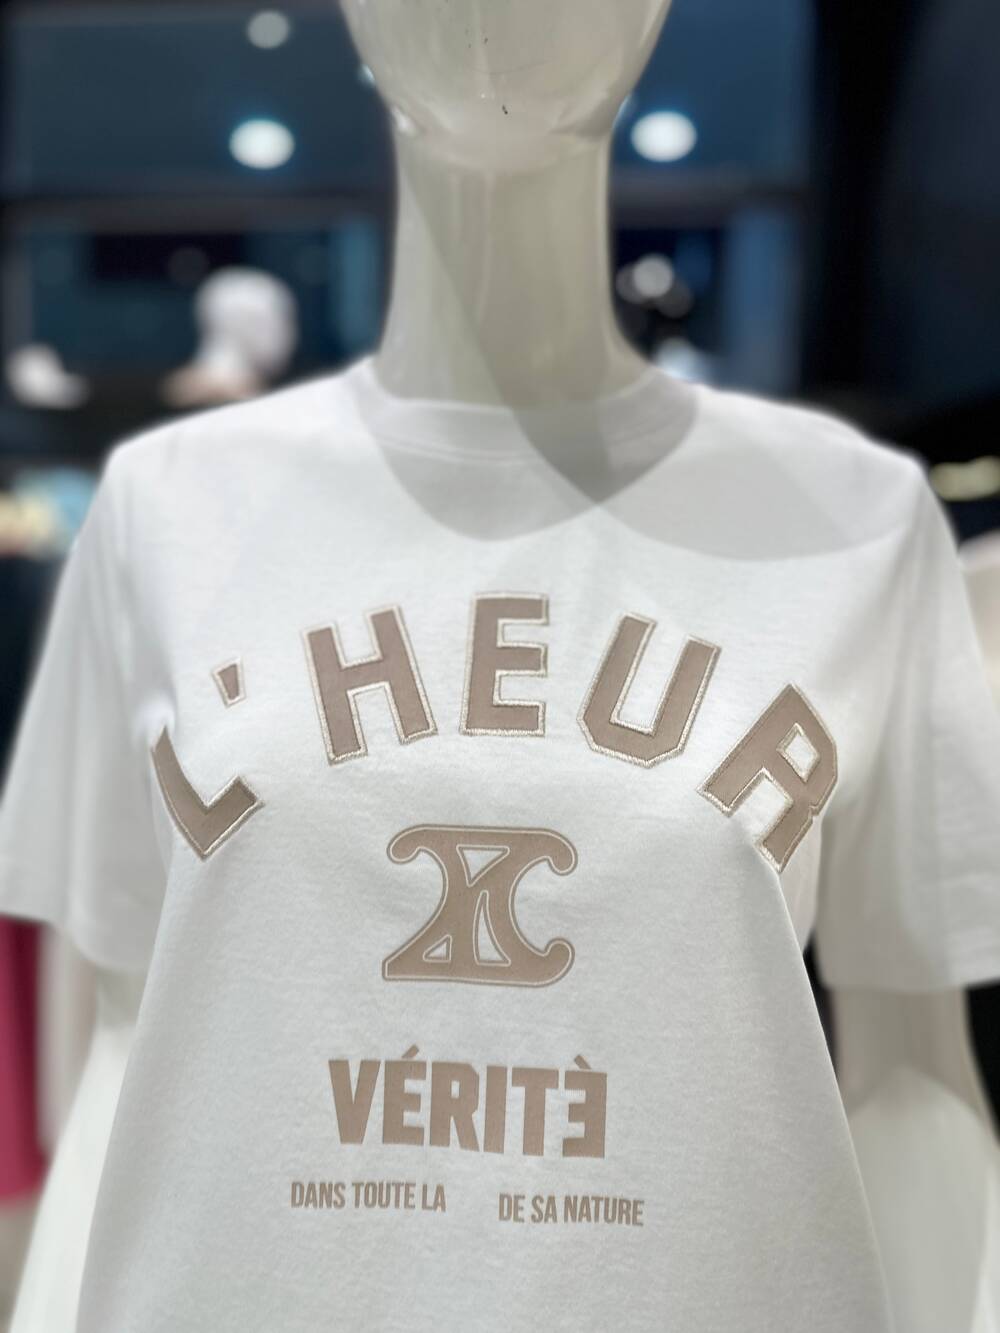 L'HEUR
VÉRITÈ
DANS TOUTE LA DE SA NATURE